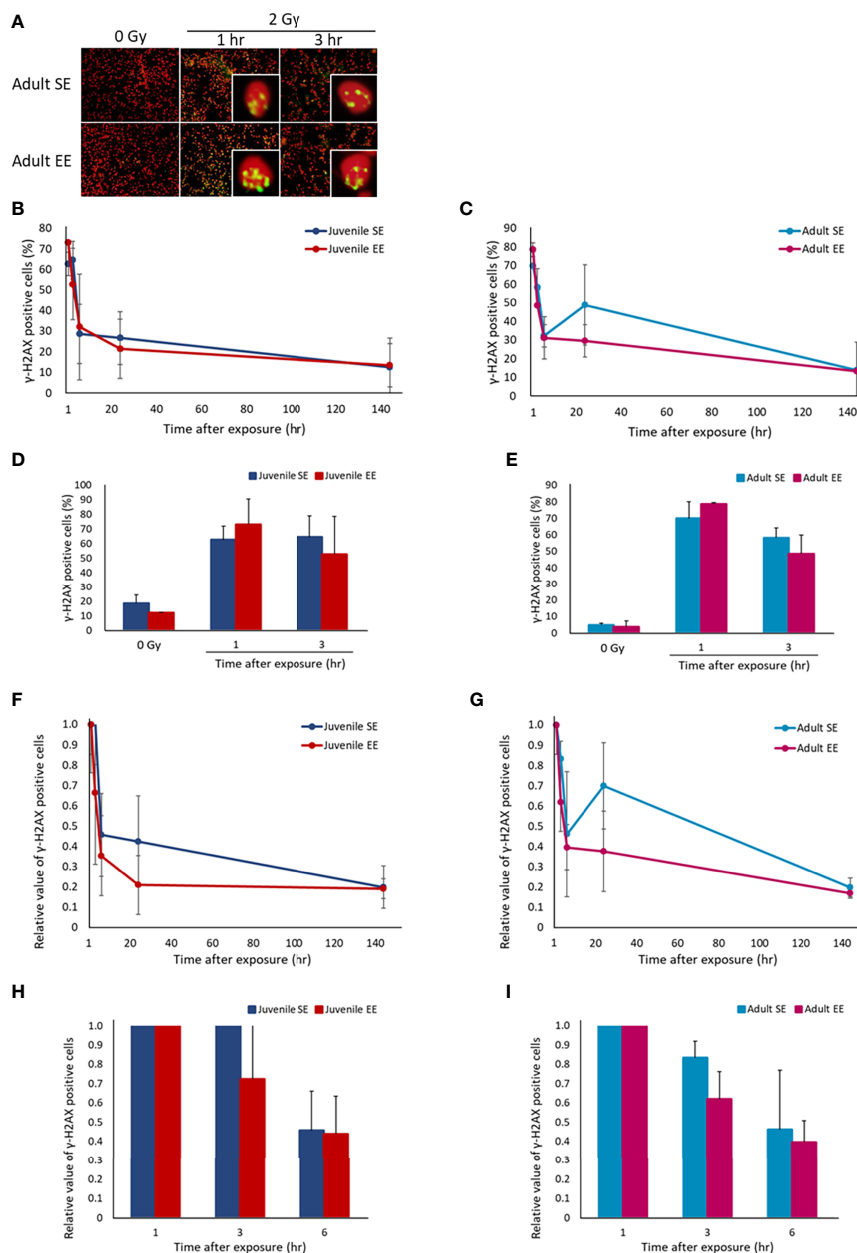 A
2 Gy
0 Gy
1 hr
3 hr
Adult SE
Adult EE
B
γ-H2AX positive cells (%)
80
70
60
50
40
30
20
10
0
Juvenile SE
Juvenile EE
1
20
40
60
80
100
120
140
Time after exposure (hr)
C
γ-H2AX positive cells (%)
90
80
70
60
50
40
30
20
10
0
Adult SE
Adult EE
1
20
40
60
80
100
120
140
Time after exposure (hr)
D
γ-H2AX positive cells (%)
100
90
80
70
60
50
40
30
20
10
0
Juvenile SE
Juvenile EE
0 Gy
1
3
Time after exposure (hr)
E
γ-H2AX positive cells (%)
90
80
70
60
50
40
30
20
10
0
Adult SE
Adult EE
0 Gy
1
3
Time after exposure (hr)
F
Relative value of γ-H2AX positive cells
1.0
0.9
0.8
0.7
0.6
0.5
0.4
0.3
0.2
0.1
0
Juvenile SE
Juvenile EE
1
20
40
60
80
100
120
140
Time after exposure (hr)
G
Relative value of γ-H2AX positive cells
1.0
0.9
0.8
0.7
0.6
0.5
0.4
0.3
0.2
0.1
0
Adult SE
Adult EE
1
20
40
60
80
100
120
140
Time after exposure (hr)
H
Relative value of γ-H2AX positive cells
1.0
0.9
0.8
0.7
0.6
0.5
0.4
0.3
0.2
0.1
0
Juvenile SE
Juvenile EE
1
3
6
Time after exposure (hr)
I
Relative value of γ-H2AX positive cells
1.0
0.9
0.8
0.7
0.6
0.5
0.4
0.3
0.2
0.1
0
Adult SE
Adult EE
1
3
6
Time after exposure (hr)